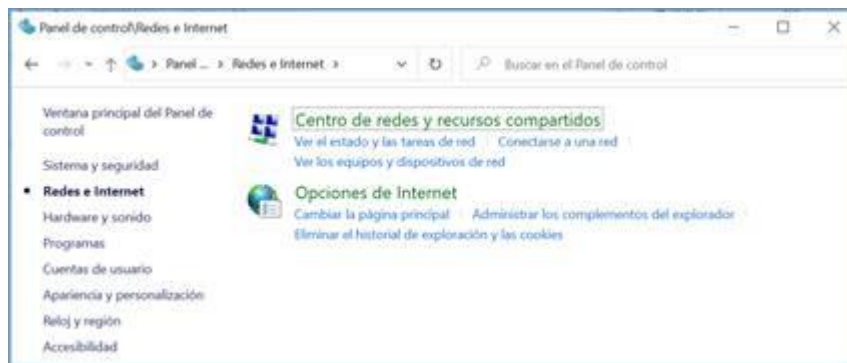 Panel de control\Redes e Internet
Panel ... > Redes e Internet >
Buscar en el Panel de control
Ventana principal del Panel de
control
Sistema y seguridad
Redes e Internet
Hardware y sonido
Programas
Cuentas de usuario
Apariencia y personalización
Reloj y región
Accesibilidad
Centro de redes y recursos compartidos
Ver el estado y las tareas de red
Conectarse a una red
Ver los equipos y dispositivos de red
Opciones de Internet
Cambiar la página principal
Administrar los complementos del explorador
Eliminar el historial de exploración y las cookies